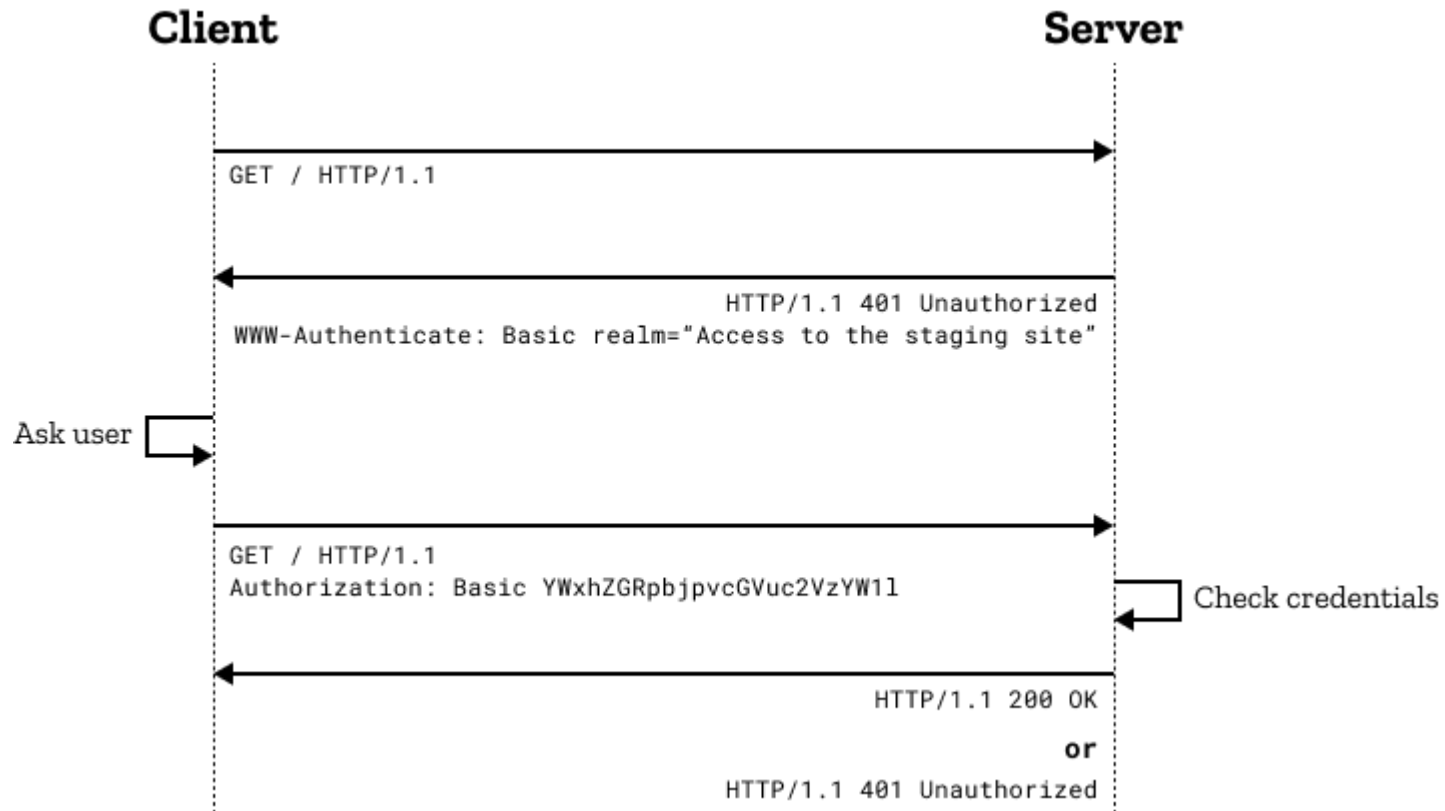 Client
Server
GET / HTTP/1.1
HTTP/1.1 401 Unauthorized
WWW-Authenticate: Basic realm="Access to the staging site"
Ask user
GET / HTTP/1.1
Authorization: Basic YWxhZGRpbjpvcGVuc2VzYW1l
Check credentials
HTTP/1.1 200 OK
or
HTTP/1.1 401 Unauthorized